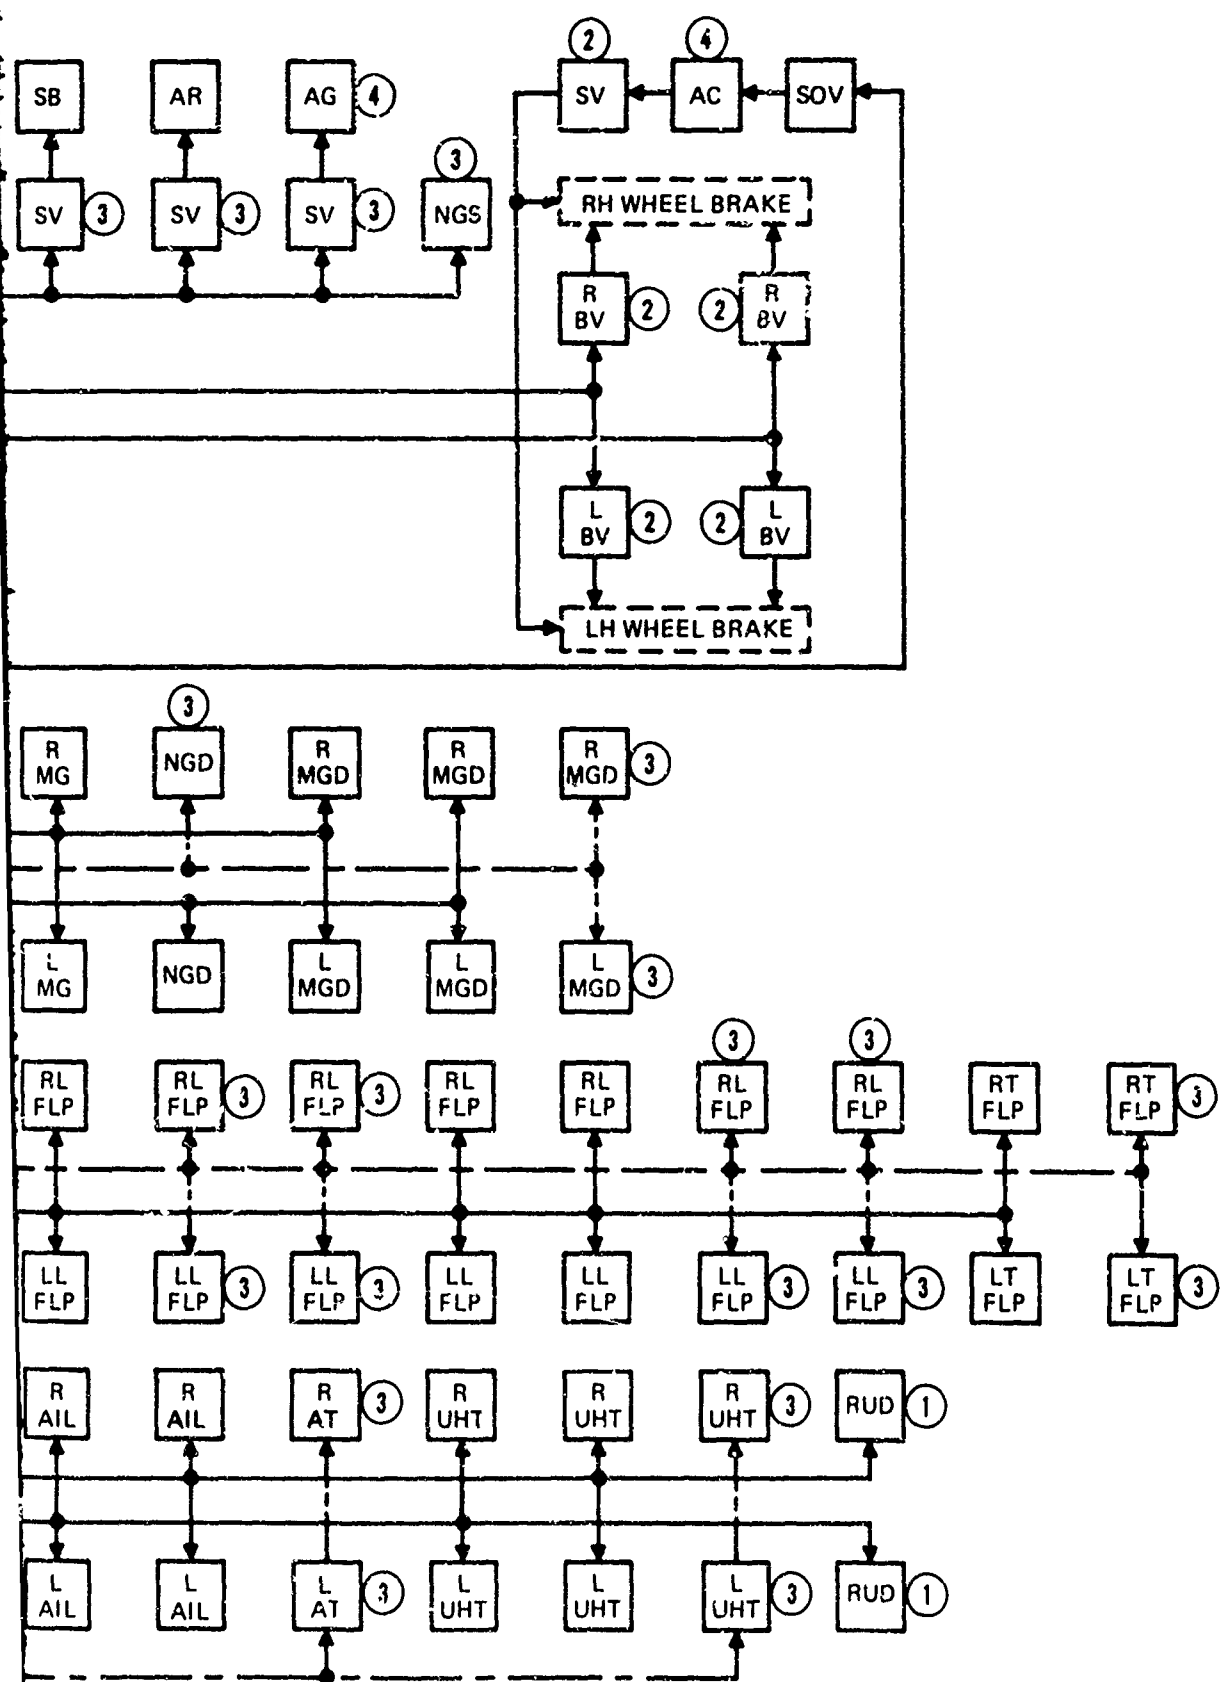 2 4
SB AR AG 4 SV AC SOV
3
SV 3 SV 3 SV 3 NGS
RH WHEEL BRAKE
R
BV 2
2 R
BV
L
BV 2
2 L
BV
LH WHEEL BRAKE
3
R
MG
NGD
R
MGD
R
MGD
R
MGD 3
L
MG
NGD
L
MGD
L
MGD
L
MGD 3
3 3
RL
FLP
RL
FLP 3
RL
FLP 3
RL
FLP
RL
FLP
RL
FLP
RL
FLP
RT
FLP
RT
FLP 3
LL
FLP
LL
FLP 3
LL
FLP 3
LL
FLP
LL
FLP
LL
FLP 3
LL
FLP 3
LT
FLP
LT
FLP 3
R
AIL
R
AIL
R
AT 3
R
UHT
R
UHT
R
UHT 3
RUD 1
L
AIL
L
AIL
L
AT 3
L
UHT
L
UHT
L
UHT 3
RUD 1